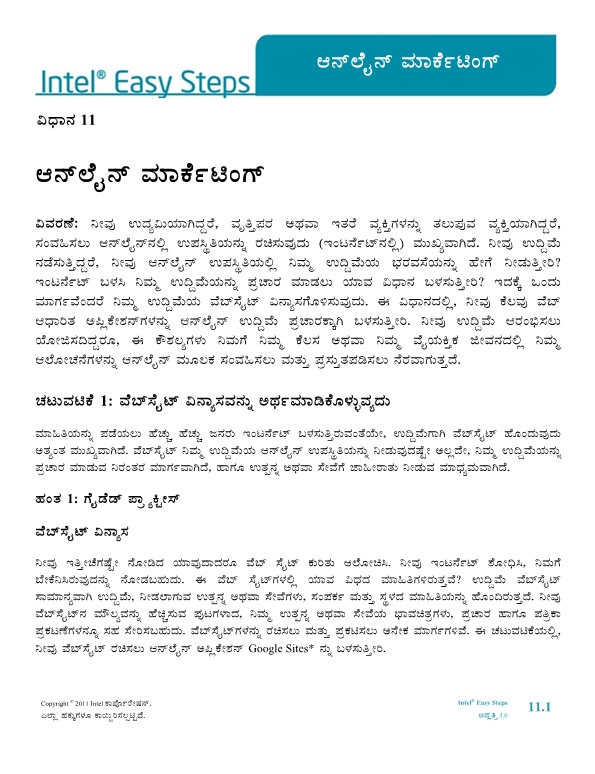 ಆನ್‌ಲೈನ್ ಮಾರ್ಕೆಟಿಂಗ್
Intel® Easy Steps
ವಿಧಾನ 11
ಆನ್‌ಲೈನ್ ಮಾರ್ಕೆಟಿಂಗ್
ವಿವರಣೆ: ನೀವು ಉದ್ಯಮಿಯಾಗಿದ್ದರೆ, ವೃತ್ತಿಪರ ಅಥವಾ ಇತರೆ ವ್ಯಕ್ತಿಗಳನ್ನು ತಲುಪುವ ವ್ಯಕ್ತಿಯಾಗಿದ್ದರೆ,
ಸಂವಹಿಸಲು ಆನ್‌ಲೈನ್‌ನಲ್ಲಿ ಉಪಸ್ಥಿತಿಯನ್ನು ರಚಿಸುವುದು (ಇಂಟರ್ನೆಟ್‌ನಲ್ಲಿ) ಮುಖ್ಯವಾಗಿದೆ. ನೀವು ಉದ್ದಿಮೆ
ನಡೆಸುತ್ತಿದ್ದರೆ, ನೀವು ಆನ್‌ಲೈನ್ ಉಪಸ್ಥಿತಿಯಲ್ಲಿ ನಿಮ್ಮ ಉದ್ದಿಮೆಯ ಭರವಸೆಯನ್ನು ಹೇಗೆ ನೀಡುತ್ತೀರಿ?
ಇಂಟರ್ನೆಟ್ ಬಳಸಿ ನಿಮ್ಮ ಉದ್ದಿಮೆಯನ್ನು ಪ್ರಚಾರ ಮಾಡಲು ಯಾವ ವಿಧಾನ ಬಳಸುತ್ತೀರಿ? ಇದಕ್ಕೆ ಒಂದು
ಮಾರ್ಗವೆಂದರೆ ನಿಮ್ಮ ಉದ್ದಿಮೆಯ ವೆಬ್‌ಸೈಟ್ ವಿನ್ಯಾಸಗೊಳಿಸುವುದು. ಈ ವಿಧಾನದಲ್ಲಿ, ನೀವು ಕೆಲವು ವೆಬ್
ಆಧಾರಿತ ಅಪ್ಲಿಕೇಶನ್‌ಗಳನ್ನು ಆನ್‌ಲೈನ್ ಉದ್ದಿಮೆ ಪ್ರಚಾರಕ್ಕಾಗಿ ಬಳಸುತ್ತೀರಿ. ನೀವು ಉದ್ದಿಮೆ ಆರಂಭಿಸಲು
ಯೋಜಿಸದಿದ್ದರೂ, ಈ ಕೌಶಲ್ಯಗಳು ನಿಮಗೆ ನಿಮ್ಮ ಕೆಲಸ ಅಥವಾ ನಿಮ್ಮ ವೈಯಕ್ತಿಕ ಜೀವನದಲ್ಲಿ ನಿಮ್ಮ
ಆಲೋಚನೆಗಳನ್ನು ಆನ್‌ಲೈನ್ ಮೂಲಕ ಸಂವಹಿಸಲು ಮತ್ತು ಪ್ರಸ್ತುತಪಡಿಸಲು ನೆರವಾಗುತ್ತದೆ.
ಚಟುವಟಿಕೆ 1: ವೆಬ್‌ಸೈಟ್ ವಿನ್ಯಾಸವನ್ನು ಅರ್ಥಮಾಡಿಕೊಳ್ಳುವ್ಯದು
ಮಾಹಿತಿಯನ್ನು ಪಡೆಯಲು ಹೆಚ್ಚು ಹೆಚ್ಚು ಜನರು ಇಂಟರ್ನೆಟ್ ಬಳಸುತ್ತಿರುವಂತೆಯೇ, ಉದ್ದಿಮೆಗಾಗಿ ವೆಬ್‌ಸೈಟ್ ಹೊಂದುವುದು
ಅತ್ಯಂತ ಮುಖ್ಯವಾಗಿದೆ. ವೆಬ್‌ಸೈಟ್ ನಿಮ್ಮ ಉದ್ದಿಮೆಯ ಆನ್‌ಲೈನ್ ಉಪಸ್ಥಿತಿಯನ್ನು ನೀಡುವುದಷ್ಟೇ ಅಲ್ಲದೇ, ನಿಮ್ಮ ಉದ್ದಿಮೆಯನ್ನು
ಪ್ರಚಾರ ಮಾಡುವ ನಿರಂತರ ಮಾರ್ಗವಾಗಿದೆ, ಹಾಗೂ ಉತ್ಪನ್ನ ಅಥವಾ ಸೇವೆಗೆ ಜಾಹೀರಾತು ನೀಡುವ ಮಾಧ್ಯಮವಾಗಿದೆ.
ಹಂತ 1: ಗೈಡೆಡ್ ಪ್ರ್ಯಾಕ್ಟೀಸ್
ವೆಬ್‌ಸೈಟ್ ವಿನ್ಯಾಸ
ನೀವು ಇತ್ತೀಚೆಗಷ್ಟೇ ನೋಡಿದ ಯಾವುದಾದರೂ ವೆಬ್ ಸೈಟ್ ಕುರಿತು ಆಲೋಚಿಸಿ. ನೀವು ಇಂಟರ್ನೆಟ್ ಶೋಧಿಸಿ, ನಿಮಗೆ
ಬೇಕೆನಿಸಿರುವುದನ್ನು ನೋಡಬಹುದು. ಈ ವೆಬ್ ಸೈಟ್‌ಗಳಲ್ಲಿ ಯಾವ ವಿಧದ ಮಾಹಿತಿಗಳಿರುತ್ತವೆ? ಉದ್ದಿಮೆ ವೆಬ್‌ಸೈಟ್
ಸಾಮಾನ್ಯವಾಗಿ ಉದ್ದಿಮೆ, ನೀಡಲಾಗುವ ಉತ್ಪನ್ನ ಅಥವಾ ಸೇವೆಗಳು, ಸಂಪರ್ಕ ಮತ್ತು ಸ್ಥಳದ ಮಾಹಿತಿಯನ್ನು ಹೊಂದಿರುತ್ತದೆ. ನೀವು
ವೆಬ್‌ಸೈಟ್‌ನ ಮೌಲ್ಯವನ್ನು ಹೆಚ್ಚಿಸುವ ಪುಟಗಳಾದ, ನಿಮ್ಮ ಉತ್ಪನ್ನ ಅಥವಾ ಸೇವೆಯ ಭಾವಚಿತ್ರಗಳು, ಪ್ರಚಾರ ಹಾಗೂ ಪತ್ರಿಕಾ
ಪ್ರಕಟಣೆಗಳನ್ನೂ ಸಹ ಸೇರಿಸಬಹುದು. ವೆಬ್‌ಸೈಟ್‌ಗಳನ್ನು ರಚಿಸಲು ಮತ್ತು ಪ್ರಕಟಿಸಲು ಅನೇಕ ಮಾರ್ಗಗಳಿವೆ. ಈ ಚಟುವಟಿಕೆಯಲ್ಲಿ,
ನೀವು ವೆಬ್‌ಸೈಟ್ ರಚಿಸಲು ಆನ್‌ಲೈನ್ ಅಪ್ಲಿಕೇಶನ್ Google Sites* ನ್ನು ಬಳಸುತ್ತೀರಿ.
Copyright © 2011 Intel ಕಾರ್ಪೊರೇಷನ್.
ಎಲ್ಲಾ ಹಕ್ಕುಗಳೂ ಕಾಯ್ದಿರಿಸಲ್ಪಟ್ಟಿವೆ.
Intel® Easy Steps
ಆವೃತ್ತಿ 3.0
11.1